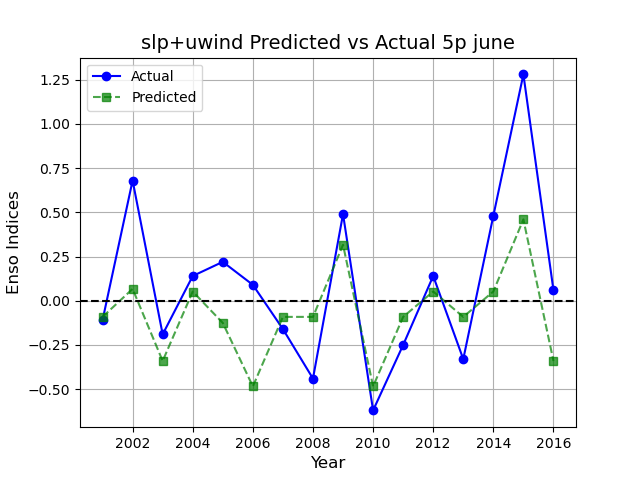 slp+uwind Predicted vs Actual 5p june
Actual
Predicted
1.25
1.00
0.75
0.50
0.25
0.00
−0.25
−0.50
Enso Indices
2002 2004 2006 2008 2010 2012 2014 2016
Year